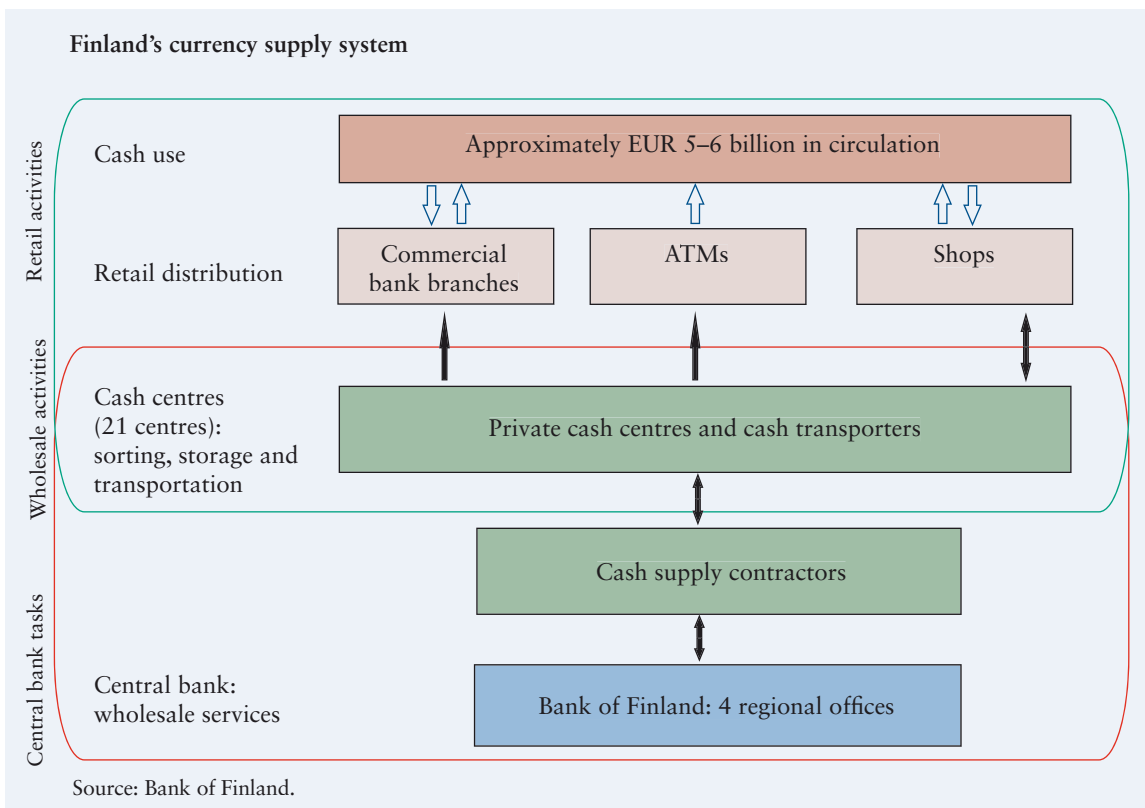 Finland’s currency supply system
Retail activities
Cash use
Approximately EUR 5–6 billion in circulation
Retail distribution
Commercial
bank branches
ATMs
Shops
Wholesale activities
Cash centres
(21 centres):
sorting, storage and
transportation
Private cash centres and cash transporters
Cash supply contractors
Central bank tasks
Central bank:
wholesale services
Bank of Finland: 4 regional offices
Source: Bank of Finland.